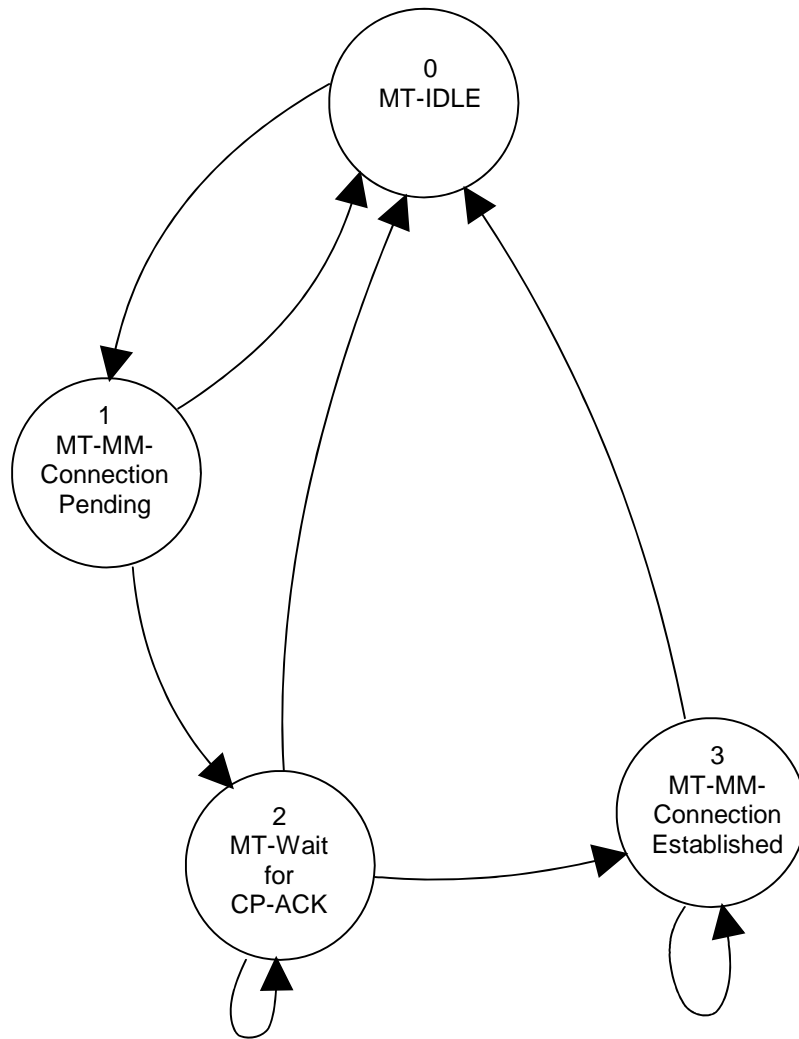 0
MT-IDLE
1
MT-MM-
Connection
Pending
2
MT-Wait
for
CP-ACK
3
MT-MM-
Connection
Established